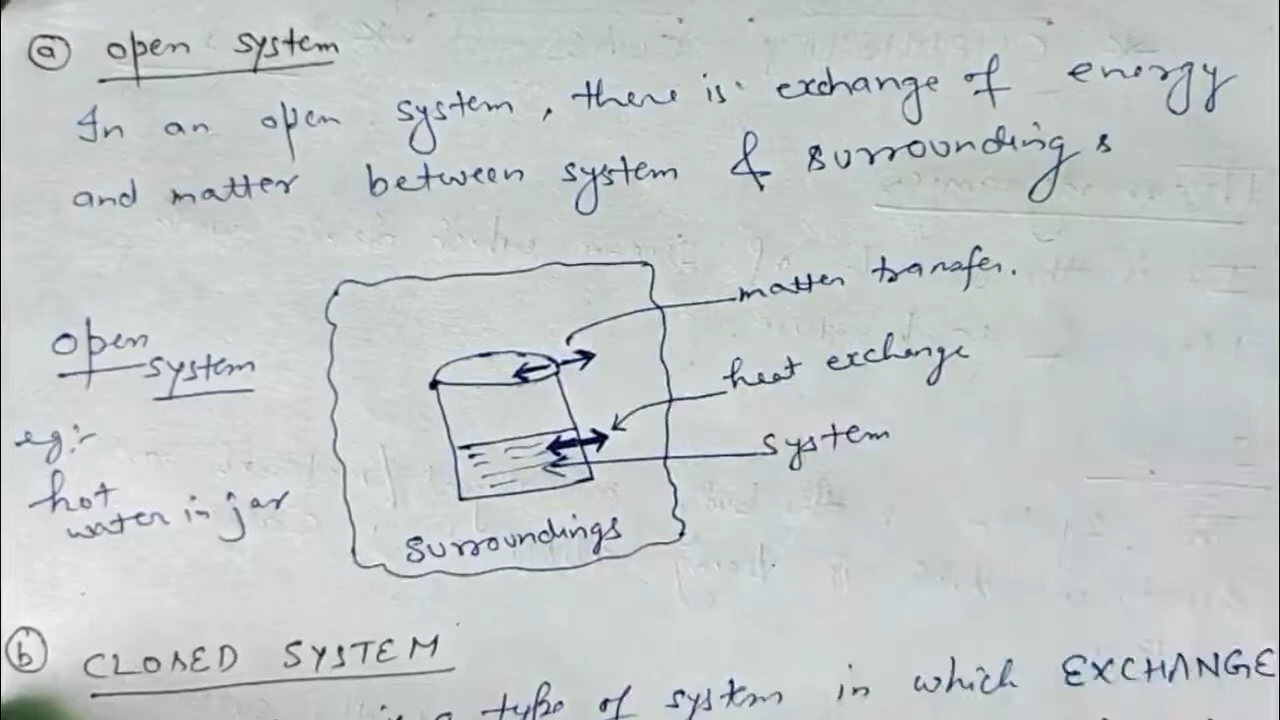 (a) open system
In an open system, there is exchange of energy
and matter between system & surroundings
matter transfer.
heat exchange
system
open
system
eg:-
hot
water in jar
surroundings
(b) CLOSED SYSTEM
is a type of system in which EXCHANGE